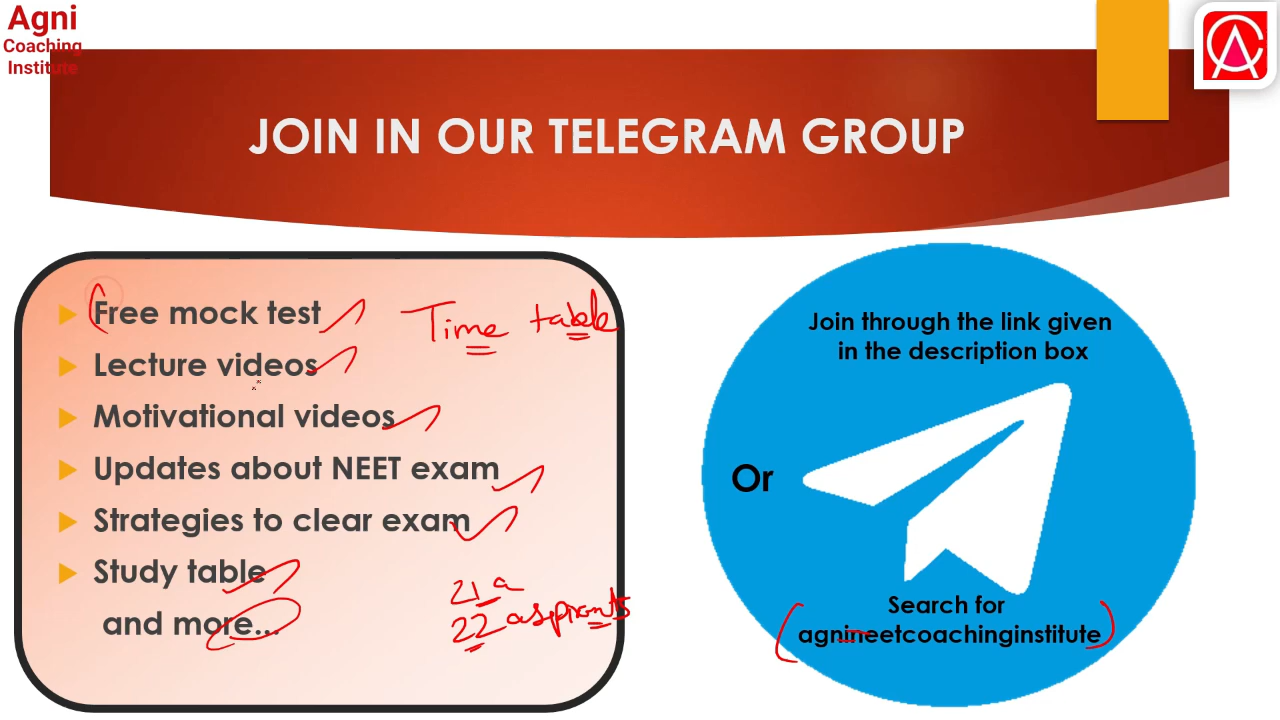 Agni
Coaching
Institute
JOIN IN OUR TELEGRAM GROUP
Free mock test
Time table
Lecture videos
Motivational videos
Updates about NEET exam
Strategies to clear exam
Study table
and more...
21 a
22 aspirants
Join through the link given
in the description box
Or
Search for
agnineetcoachinginstitute